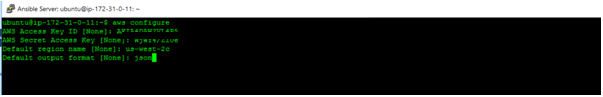 Ansible Server: ubuntu@ip-172-31-0-11: ~
ubuntu@ip-172-31-0-11:~$ aws configure
AWS Access Key ID [None]:
AWS Secret Access Key [None]:
Default region name [None]: us-west-2c
Default output format [None]: json